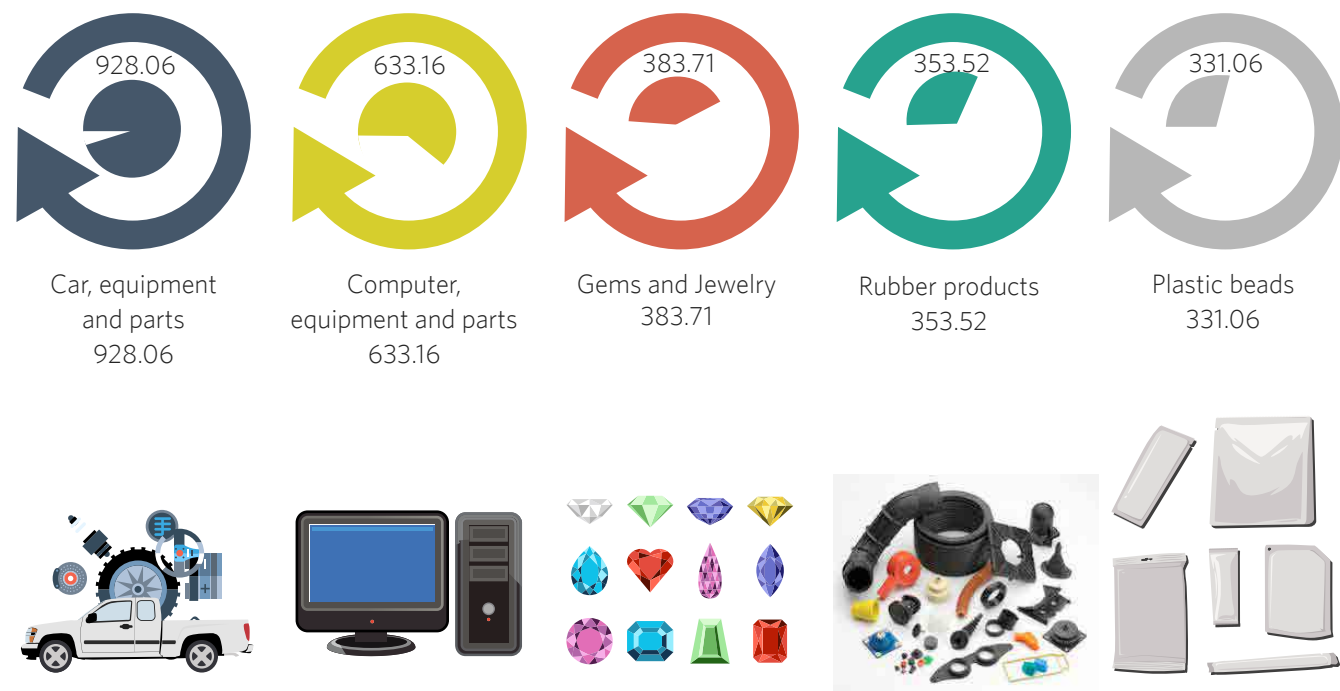 928.06
633.16
383.71
353.52
331.06
Car, equipment
and parts
928.06
Computer,
equipment and parts
633.16
Gems and Jewelry
383.71
Rubber products
353.52
Plastic beads
331.06